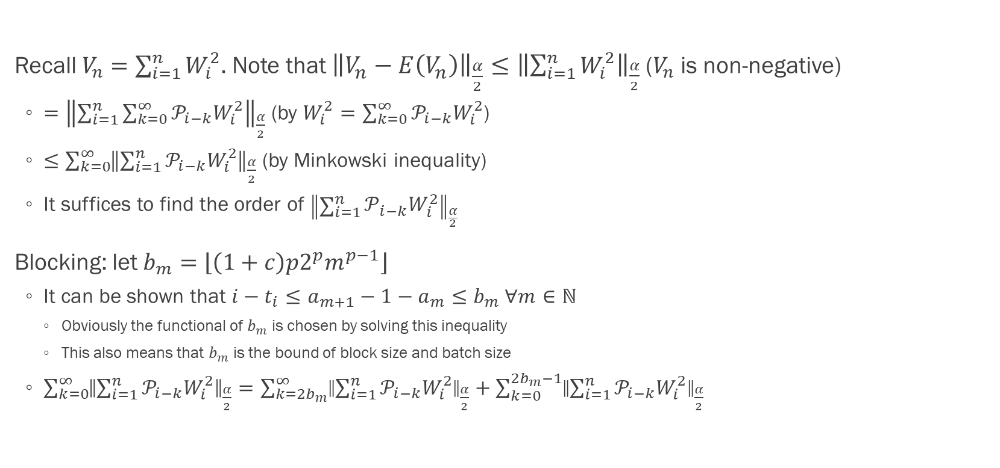 Recall $V_n = \sum_{i=1}^{n} W_i^2$. Note that $\|V_n - E(V_n)\|_{\frac{\alpha}{2}} \leq \|\sum_{i=1}^{n} W_i^2\|_{\frac{\alpha}{2}}$ ($V_n$ is non-negative)
◦ $= \left\|\sum_{i=1}^{n} \sum_{k=0}^{\infty} \mathcal{P}_{i-k} W_i^2\right\|_{\frac{\alpha}{2}}$ (by $W_i^2 = \sum_{k=0}^{\infty} \mathcal{P}_{i-k} W_i^2$)
◦ $\leq \sum_{k=0}^{\infty} \|\sum_{i=1}^{n} \mathcal{P}_{i-k} W_i^2\|_{\frac{\alpha}{2}}$ (by Minkowski inequality)
◦ It suffices to find the order of $\left\|\sum_{i=1}^{n} \mathcal{P}_{i-k} W_i^2\right\|_{\frac{\alpha}{2}}$
Blocking: let $b_m = \lfloor (1 + c)p2^p m^{p-1} \rfloor$
◦ It can be shown that $i - t_i \leq a_{m+1} - 1 - a_m \leq b_m \ \forall m \in \mathbb{N}$
◦ Obviously the functional of $b_m$ is chosen by solving this inequality
◦ This also means that $b_m$ is the bound of block size and batch size
◦ $\sum_{k=0}^{\infty} \|\sum_{i=1}^{n} \mathcal{P}_{i-k} W_i^2\|_{\frac{\alpha}{2}} = \sum_{k=2b_m}^{\infty} \|\sum_{i=1}^{n} \mathcal{P}_{i-k} W_i^2\|_{\frac{\alpha}{2}} + \sum_{k=0}^{2b_m-1} \|\sum_{i=1}^{n} \mathcal{P}_{i-k} W_i^2\|_{\frac{\alpha}{2}}$